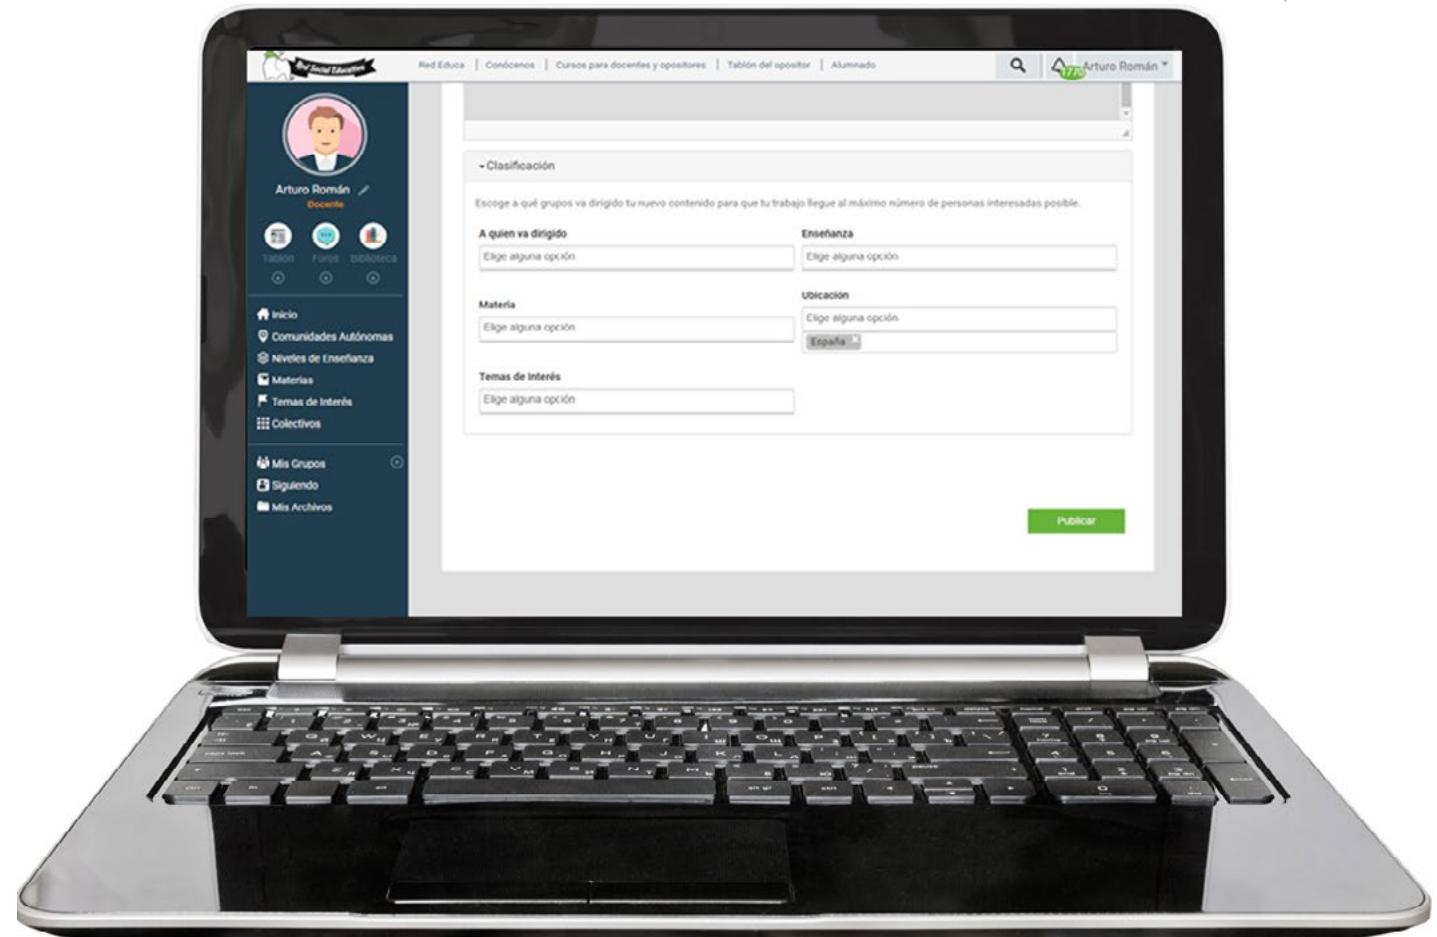 Red Social Educativa
Red Educa | Conócenos | Cursos para docentes y opositores | Tablón del opositor | Alumnado
1770
Arturo Román
Arturo Román
Docente
Tablón Foros Biblioteca
Inicio
Comunidades Autónomas
Niveles de Enseñanza
Materias
Temas de Interés
Colectivos
Mis Grupos
Siguiendo
Mis Archivos
Clasificación
Escoge a qué grupos va dirigido tu nuevo contenido para que tu trabajo llegue al máximo número de personas interesadas posible.
A quien va dirigido
Elige alguna opción
Enseñanza
Elige alguna opción
Materia
Elige alguna opción
Ubicación
Elige alguna opción
España
Temas de Interés
Elige alguna opción
Publicar